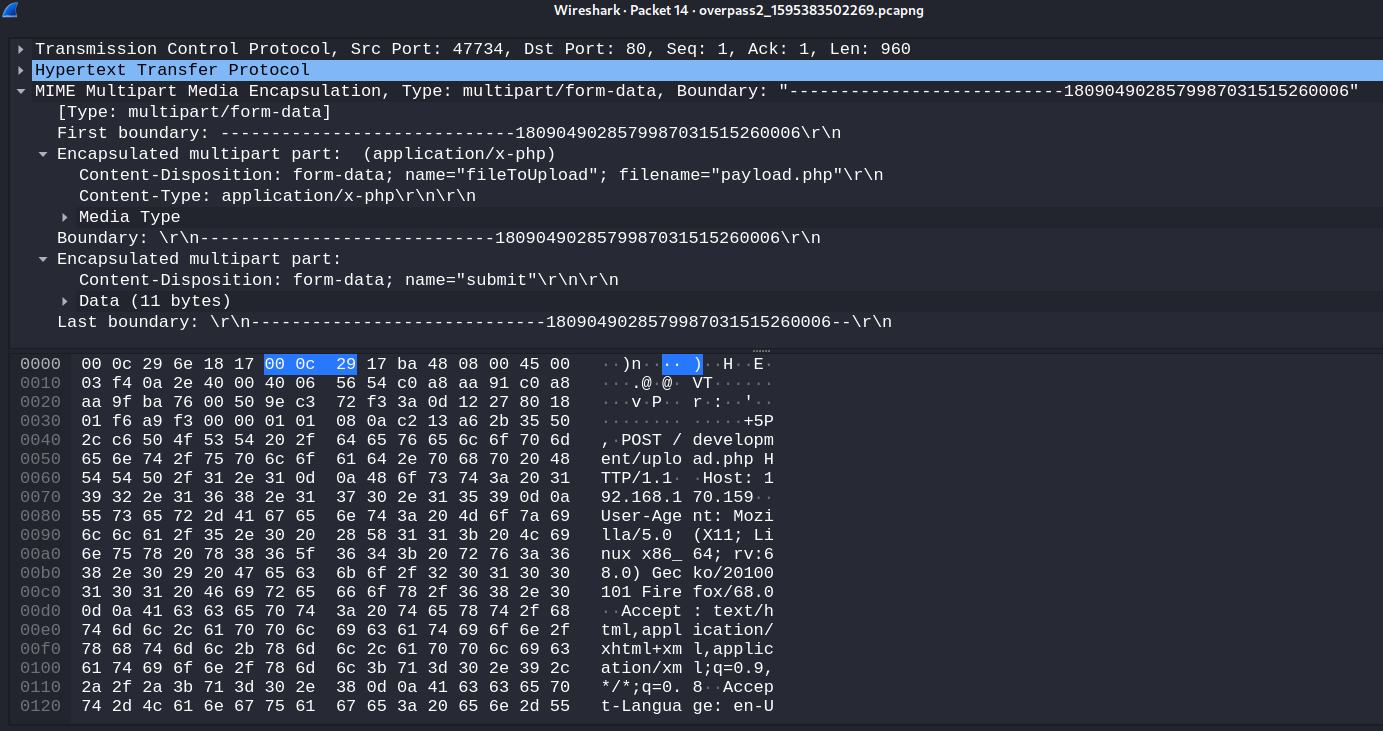 Wireshark · Packet 14 · overpass2_1595383502269.pcapng
Transmission Control Protocol, Src Port: 47734, Dst Port: 80, Seq: 1, Ack: 1, Len: 960
Hypertext Transfer Protocol
MIME Multipart Media Encapsulation, Type: multipart/form-data, Boundary: "---------------------------1809049028579987031515260006"
[Type: multipart/form-data]
First boundary: -----------------------------1809049028579987031515260006\r\n
Encapsulated multipart part:  (application/x-php)
Content-Disposition: form-data; name="fileToUpload"; filename="payload.php"\r\n
Content-Type: application/x-php\r\n\r\n
Media Type
Boundary: \r\n-----------------------------1809049028579987031515260006\r\n
Encapsulated multipart part:
Content-Disposition: form-data; name="submit"\r\n\r\n
Data (11 bytes)
Last boundary: \r\n-----------------------------1809049028579987031515260006--\r\n
0000 00 0c 29 6e 18 17 00 0c 29 17 ba 48 08 00 45 00 ··)n·· ··)··H··E·
0010 03 f4 0a 2e 40 00 40 06 56 54 c0 a8 aa 91 c0 a8 ···.@·@· VT······
0020 aa 9f ba 76 00 50 9e c3 72 f3 3a 0d 12 27 80 18 ···v·P·· r·:··'··
0030 01 f6 a9 f3 00 00 01 01 08 0a c2 13 a6 2b 35 50 ········ ·····+5P
0040 2c c6 50 4f 53 54 20 2f 64 65 76 65 6c 6f 70 6d ,·POST / developm
0050 65 6e 74 2f 75 70 6c 6f 61 64 2e 70 68 70 20 48 ent/uplo ad.php H
0060 54 54 50 2f 31 2e 31 0d 0a 48 6f 73 74 3a 20 31 TTP/1.1· ·Host: 1
0070 39 32 2e 31 36 38 2e 31 37 30 2e 31 35 39 0d 0a 92.168.1 70.159··
0080 55 73 65 72 2d 41 67 65 6e 74 3a 20 4d 6f 7a 69 User-Age nt: Mozi
0090 6c 6c 61 2f 35 2e 30 20 28 58 31 31 3b 20 4c 69 lla/5.0 (X11; Li
00a0 6e 75 78 20 78 38 36 5f 36 34 3b 20 72 76 3a 36 nux x86_ 64; rv:6
00b0 38 2e 30 29 20 47 65 63 6b 6f 2f 32 30 31 30 30 8.0) Gec ko/20100
00c0 31 30 31 20 46 69 72 65 66 6f 78 2f 36 38 2e 30 101 Fire fox/68.0
00d0 0d 0a 41 63 63 65 70 74 3a 20 74 65 78 74 2f 68 ··Accept : text/h
00e0 74 6d 6c 2c 61 70 70 6c 69 63 61 74 69 6f 6e 2f tml,appl ication/
00f0 78 68 74 6d 6c 2b 78 6d 6c 2c 61 70 70 6c 69 63 xhtml+xm l,applic
0100 61 74 69 6f 6e 2f 78 6d 6c 3b 71 3d 30 2e 39 2c ation/xm l;q=0.9,
0110 2a 2f 2a 3b 71 3d 30 2e 38 0d 0a 41 63 63 65 70 */*;q=0. 8··Accep
0120 74 2d 4c 61 6e 67 75 61 67 65 3a 20 65 6e 2d 55 t-Langua ge: en-U